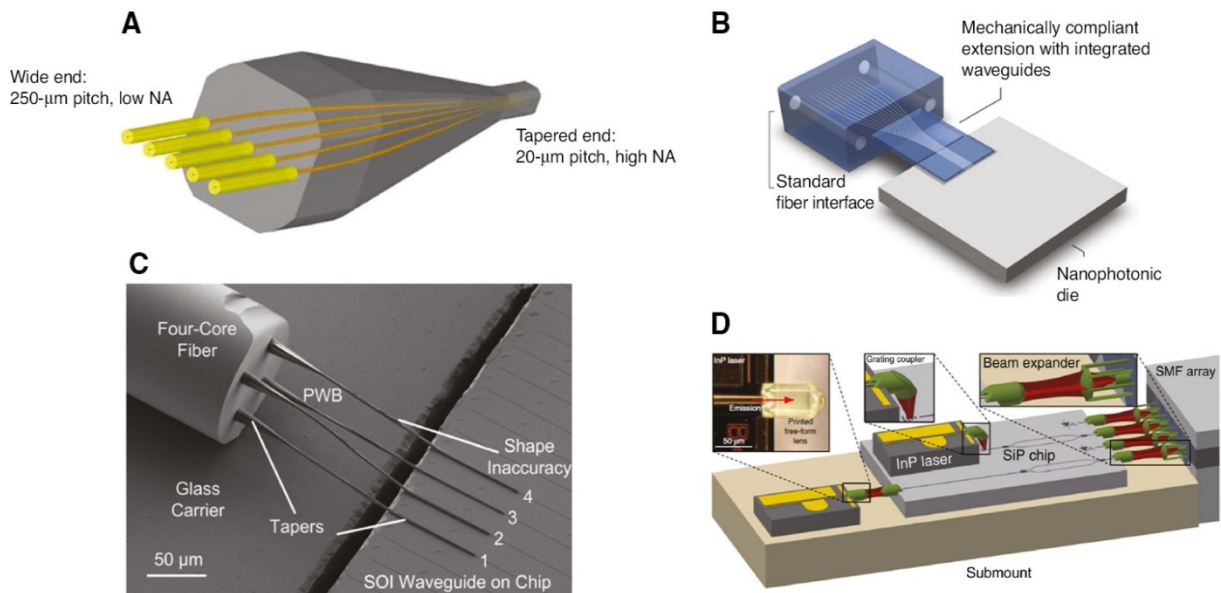 A
Wide end:
250-μm pitch, low NA
Tapered end:
20-μm pitch, high NA
B
Mechanically compliant
extension with integrated
waveguides
Standard
fiber interface
Nanophotonic
die
C
Four-Core
Fiber
PWB
Shape
Inaccuracy
Glass
Carrier
Tapers
4
3
2
1
50 μm
SOI Waveguide on Chip
D
InP laser
Emission
50 μm
Printed
free-form
lens
Grating coupler
Beam expander
SMF array
InP laser
SiP chip
Submount